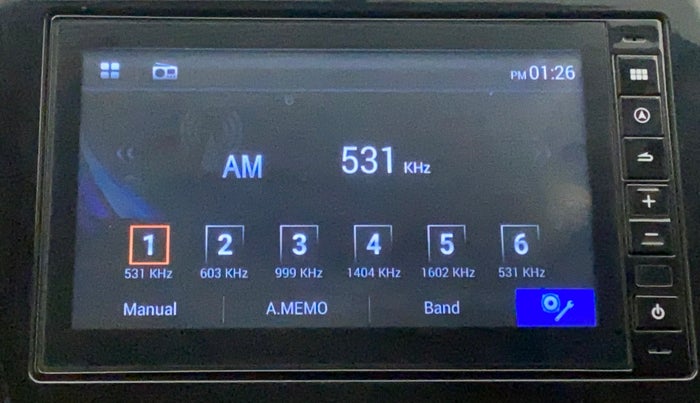 PM 01:26
AM 531 KHz
1 2 3 4 5 6
531 KHz 603 KHz 999 KHz 1404 KHz 1602 KHz 531 KHz
Manual A.MEMO Band